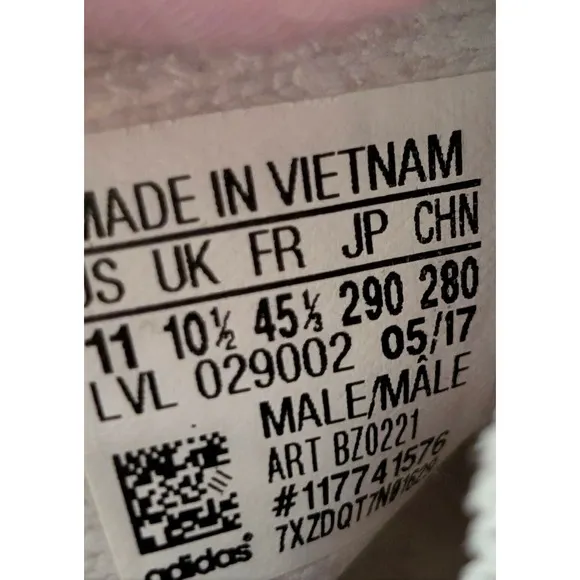 MADE IN VIETNAM
US UK FR JP CHN
11 10½ 45⅓ 290 280
LVL 029002 05/17
MALE/MÂLE
ART BZ0221
#117741576
adidas®